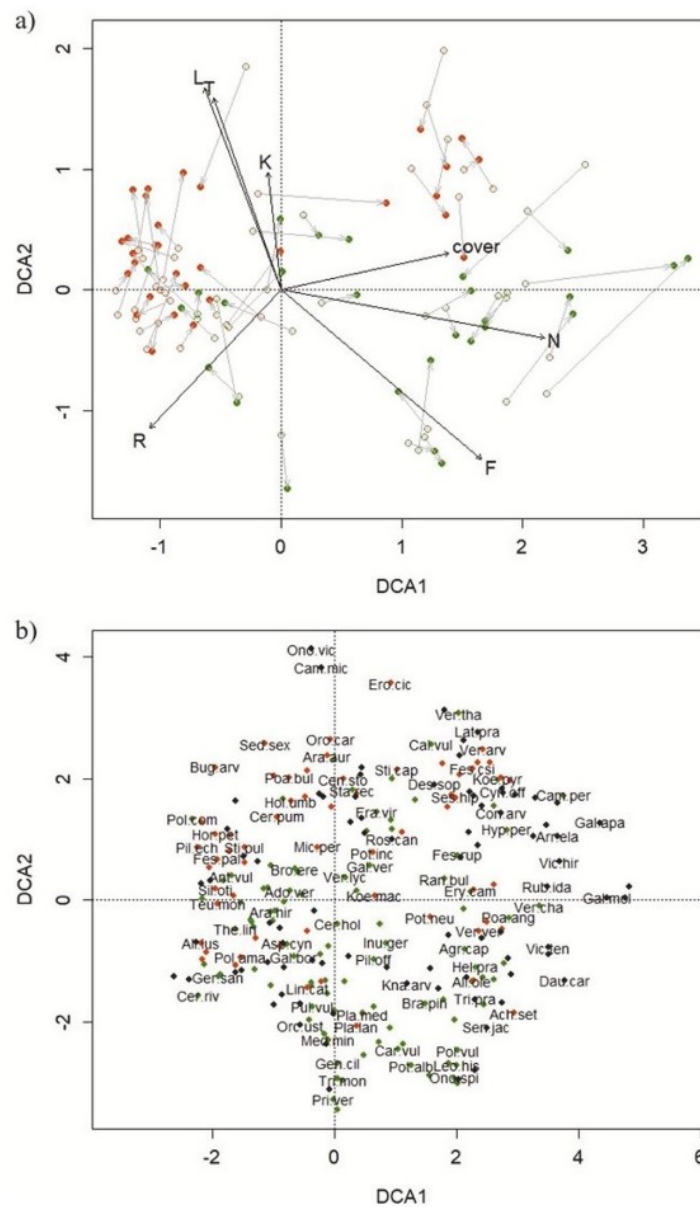 a)
2
1
0
-1
DCA2
L T
K
cover
N
F
R
-1
0
1
2
3
DCA1
b)
4
2
0
-2
DCA2
Ono.vic
Cam.mic
Ero.cic
Ver.tha
Lat.pra
Sed.sex
Oro.car
Cal.vul
Ver.arv
Ara.aur
Bug.arv
Sti.cap
Fes.csi
Poa.bul
Cen.sto
Koe.pyr
Des.sop
Sta.rec
Ses.hip
Cyn.off
Cam.per
Hol.umb
Con.arv
Cer.pum
Era.vir
Gal.apa
Pol.com
Hyp.per
Hor.pet
Ros.can
Arr.ela
Pil.ech
Sti.pul
Mic.per
Pot.inc
Fes.rup
Fes.pal
Bro.ere
Gal.ver
Vic.hir
Ant.vul
Ver.lyc
Ran.bul
Rub.ida
Sil.oti
Ado.ver
Koe.mac
Ery.cam
Gal.mol
Teu.mon
Ver.cha
Ara.hir
Pot.neu
Poa.ang
The.lin
Cer.hol
Ver.ver
Asp.cyn
Inu.ger
Agr.cap
Vic.ten
Pol.ama
Gal.bor
Pil.off
Hel.pra
Ger.san
All.ole
Dau.car
Cer.riv
Lin.cat
Kna.arv
Tri.pra
Pur.vul
Pla.med
Bra.pin
Ach.set
Orc.ust
Pla.lan
Sen.jac
Med.min
Car.vul
Pol.vul
Gen.cil
Pot.alb
Leo.his
Tri.mon
Ono.spi
Pri.ver
-2
0
2
4
6
DCA1